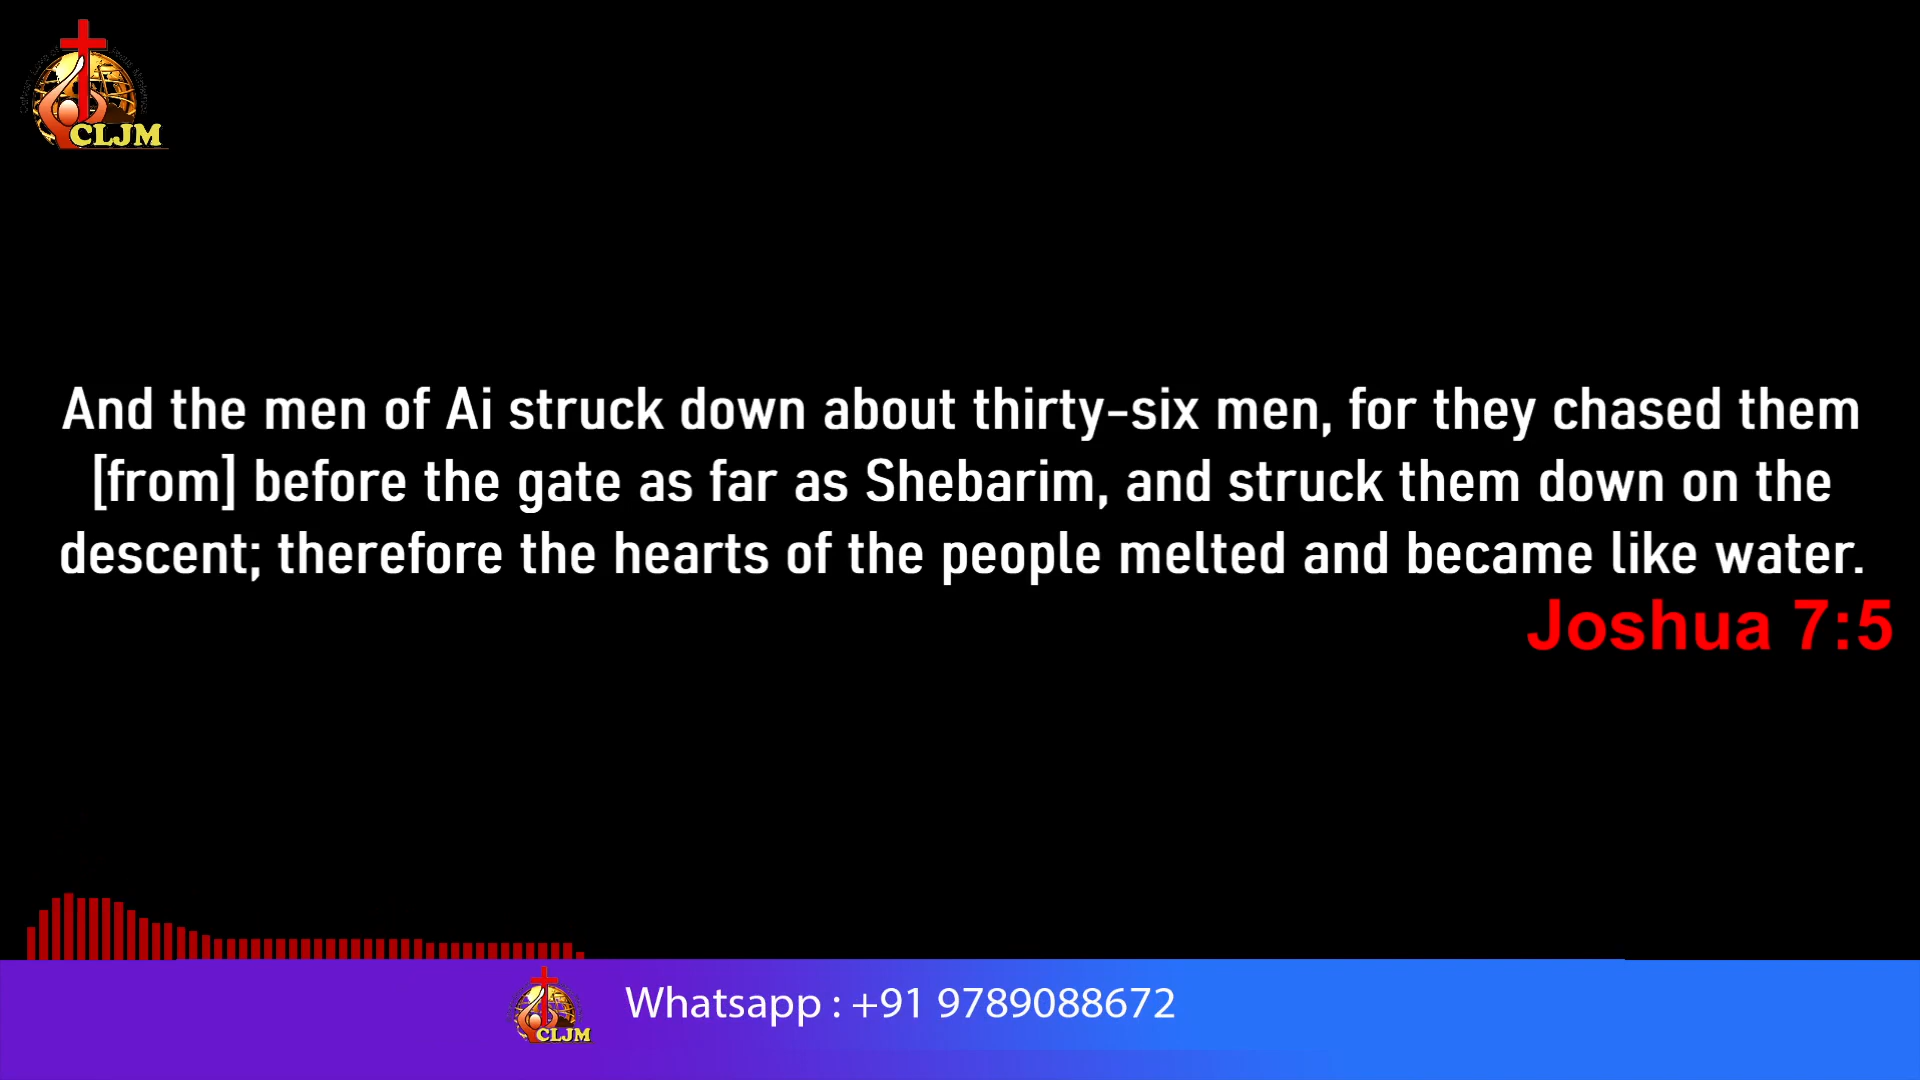 CLJM
And the men of Ai struck down about thirty-six men, for they chased them
[from] before the gate as far as Shebarim, and struck them down on the
descent; therefore the hearts of the people melted and became like water.
Joshua 7:5
CLJM
Whatsapp : +91 9789088672